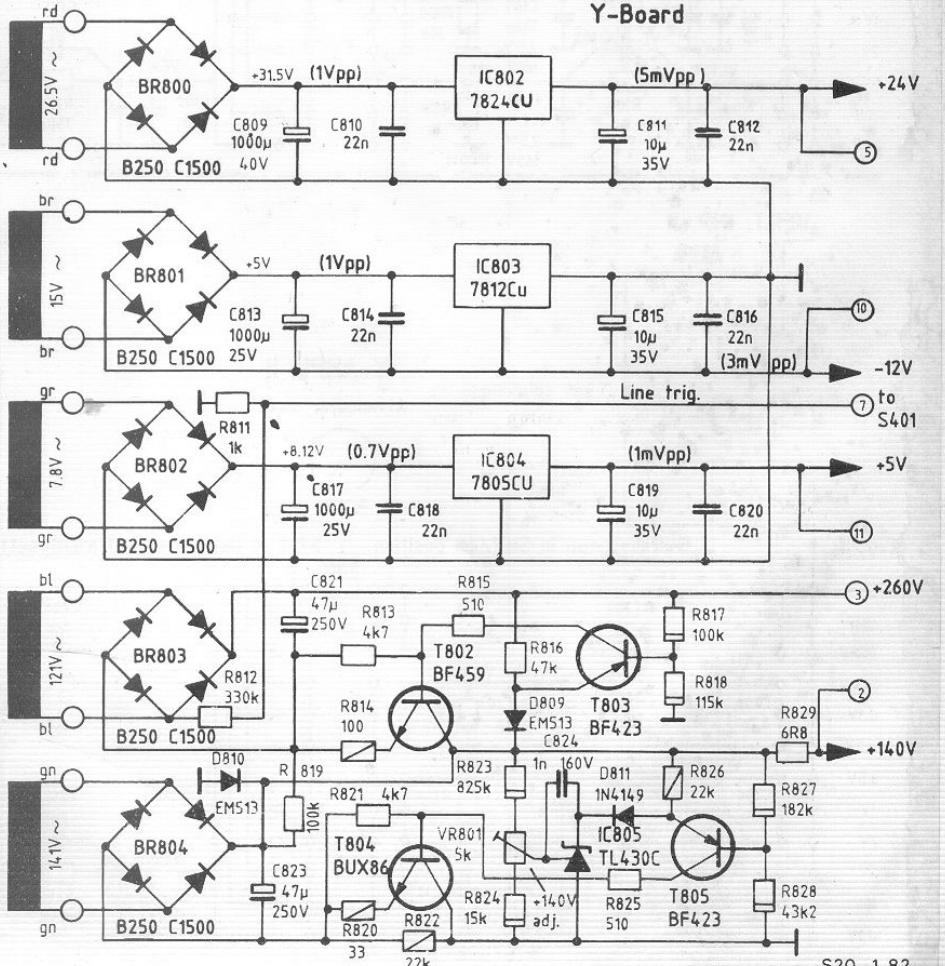 Y-Board
rd
26.5V ~
rd
BR800
B250 C1500
+31.5V
(1Vpp)
C809
1000µ
40V
C810
22n
IC802
7824CU
(5mVpp)
C811
10µ
35V
C812
22n
+24V
5
br
15V ~
br
BR801
B250 C1500
+5V
(1Vpp)
C813
1000µ
25V
C814
22n
IC803
7812Cu
C815
10µ
35V
C816
22n
(3mV pp)
10
-12V
gr
7.8V ~
gr
BR802
B250 C1500
R811
1k
Line trig.
7 to
S401
+8.12V
(0.7Vpp)
C817
1000µ
25V
C818
22n
IC804
7805CU
(1mVpp)
C819
10µ
35V
C820
22n
+5V
11
bl
121V ~
bl
BR803
B250 C1500
R812
330k
C821
47µ
250V
R813
4k7
R815
510
R814
100
T802
BF459
R816
47k
D809
EM513
T803
BF423
R817
100k
R818
115k
3
+260V
2
R829
6R8
+140V
gn
141V ~
gn
BR804
B250 C1500
D810
EM513
R 819
100k
C823
47µ
250V
R821
4k7
T804
BUX86
R820
33
R822
22k
R823
825k
C824
1n
160V
VR801
5k
R824
15k
+140V
adj.
D811
1N4149
IC805
TL430C
R825
510
R826
22k
T805
BF423
R827
182k
R828
43k2
S20 1.82